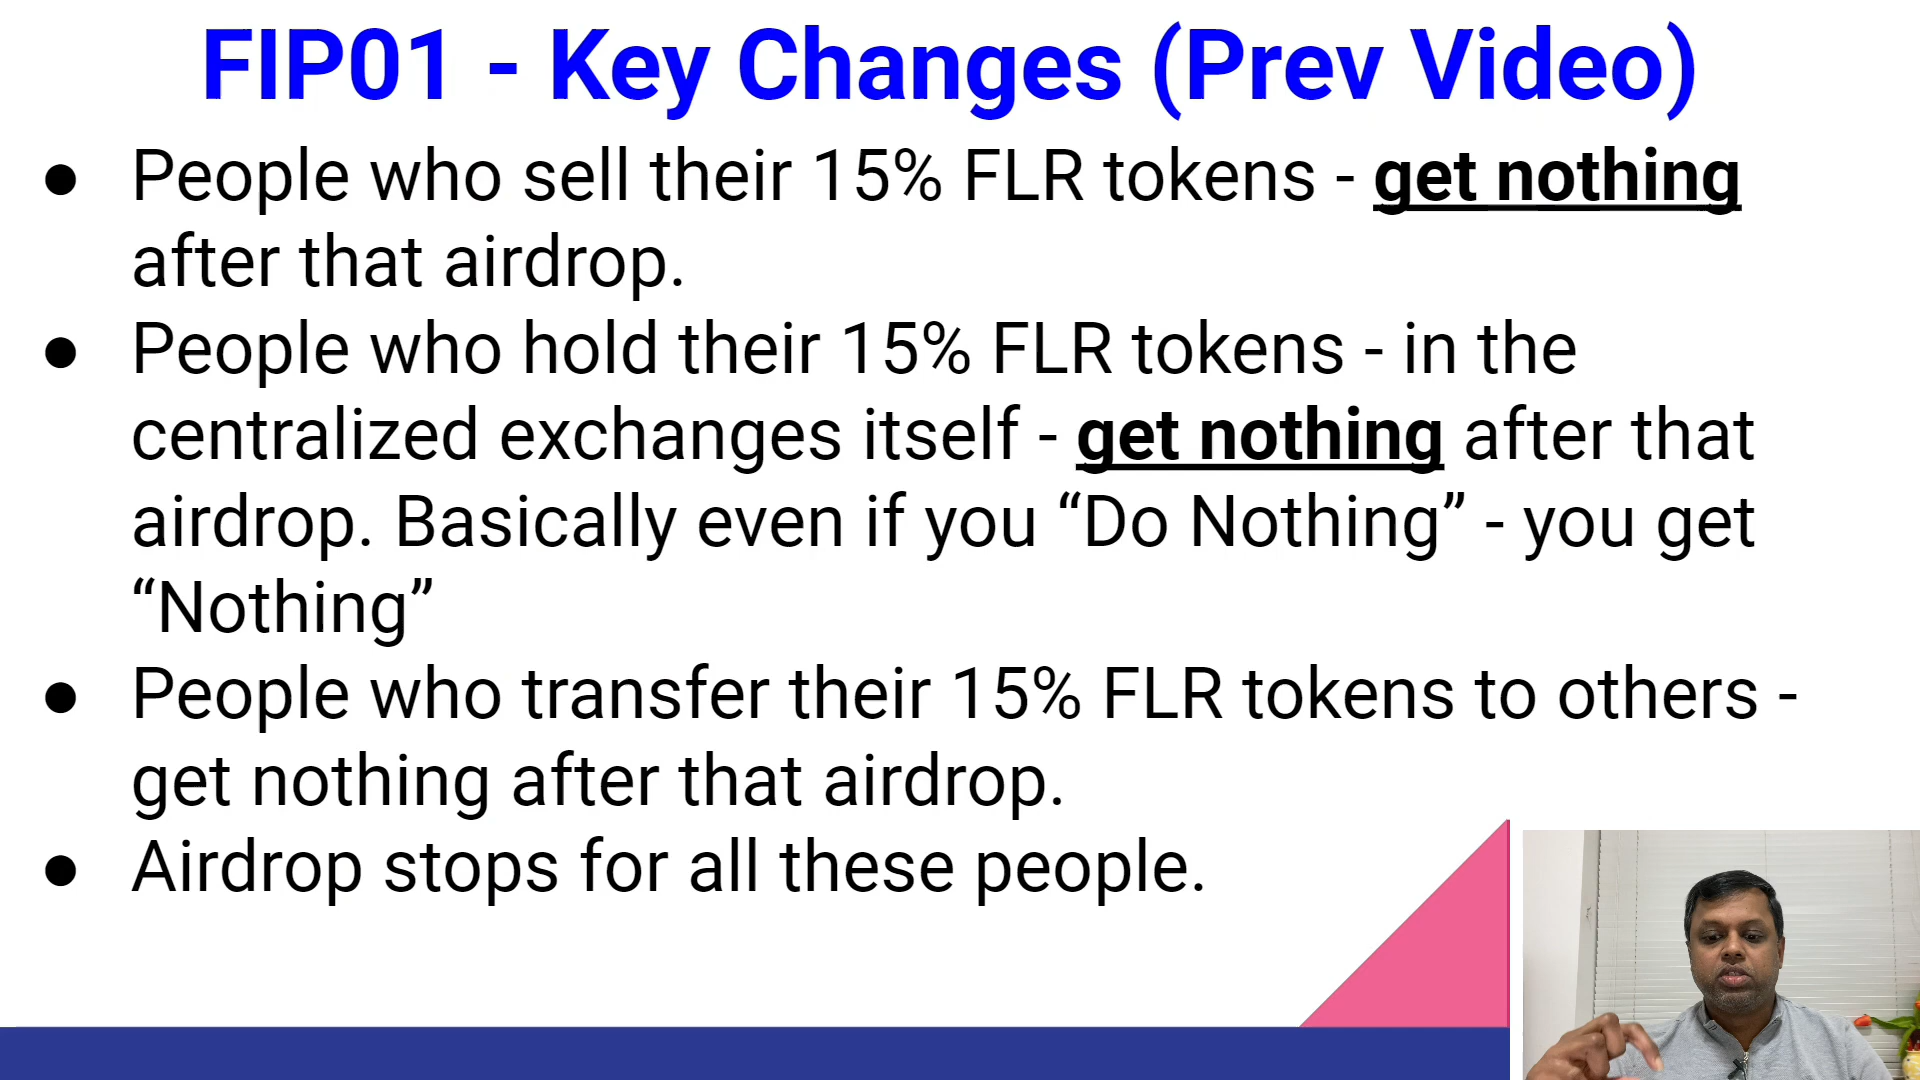 FIP01 - Key Changes (Prev Video)
● People who sell their 15% FLR tokens - get nothing
after that airdrop.
● People who hold their 15% FLR tokens - in the
centralized exchanges itself - get nothing after that
airdrop. Basically even if you “Do Nothing” - you get
“Nothing”
● People who transfer their 15% FLR tokens to others -
get nothing after that airdrop.
● Airdrop stops for all these people.